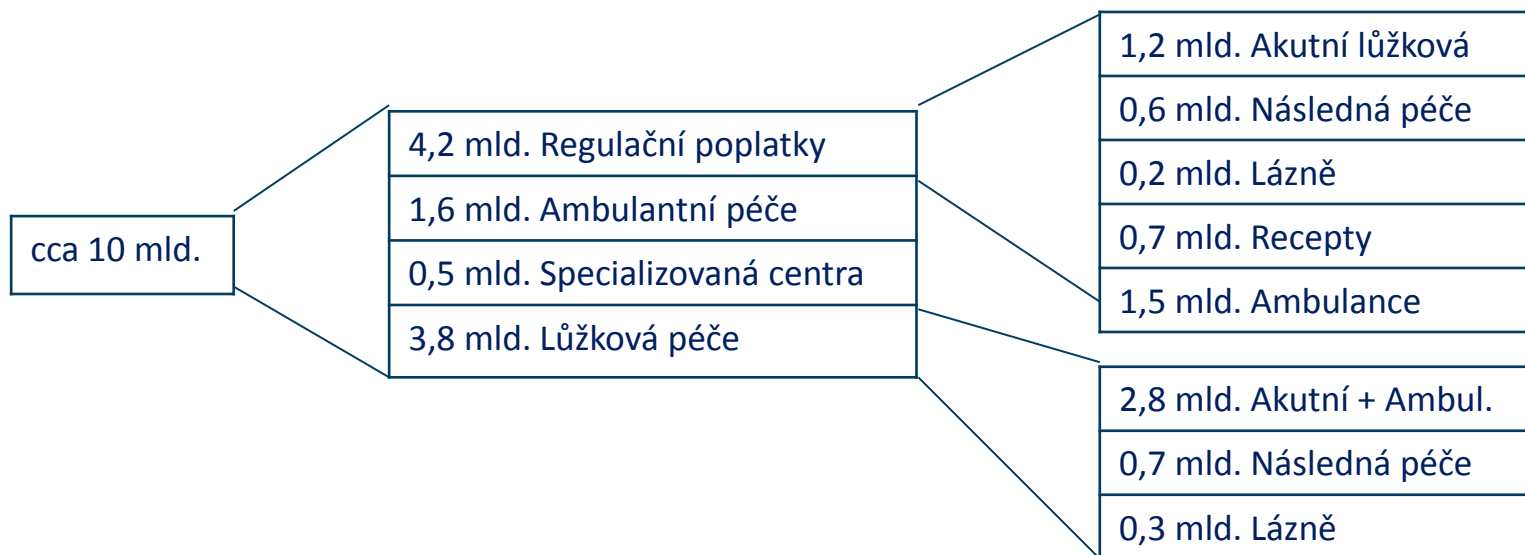 cca 10 mld.
4,2 mld. Regulační poplatky
1,6 mld. Ambulantní péče
0,5 mld. Specializovaná centra
3,8 mld. Lůžková péče
1,2 mld. Akutní lůžková
0,6 mld. Následná péče
0,2 mld. Lázně
0,7 mld. Recepty
1,5 mld. Ambulance
2,8 mld. Akutní + Ambul.
0,7 mld. Následná péče
0,3 mld. Lázně